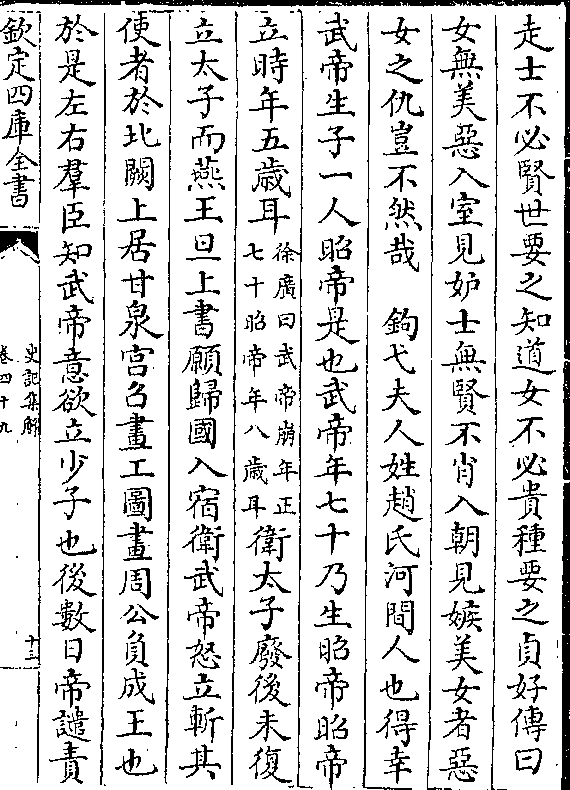 走士不必賢世要之知道女不必貴種要之貞好傳曰
女無美惡入室見妒士無賢不肖入朝見嫉美女者惡
女之仇豈不然哉　鉤弋夫人姓趙氏河間人也得幸
武帝生子一人昭帝是也武帝年七十乃生昭帝昭帝
立時年五歳耳
徐廣曰武帝崩年正
七十昭帝年八歳耳
衛太子廢後未復
立太子而燕王旦上書願歸國入宿衛武帝怒立斬其
使者於北闕上居甘泉宫召畫工圖畫周公負成王也
於是左右羣臣知武帝意欲立少子也後數日帝譴責
欽定四庫全書
史記集解
卷四十九
十三